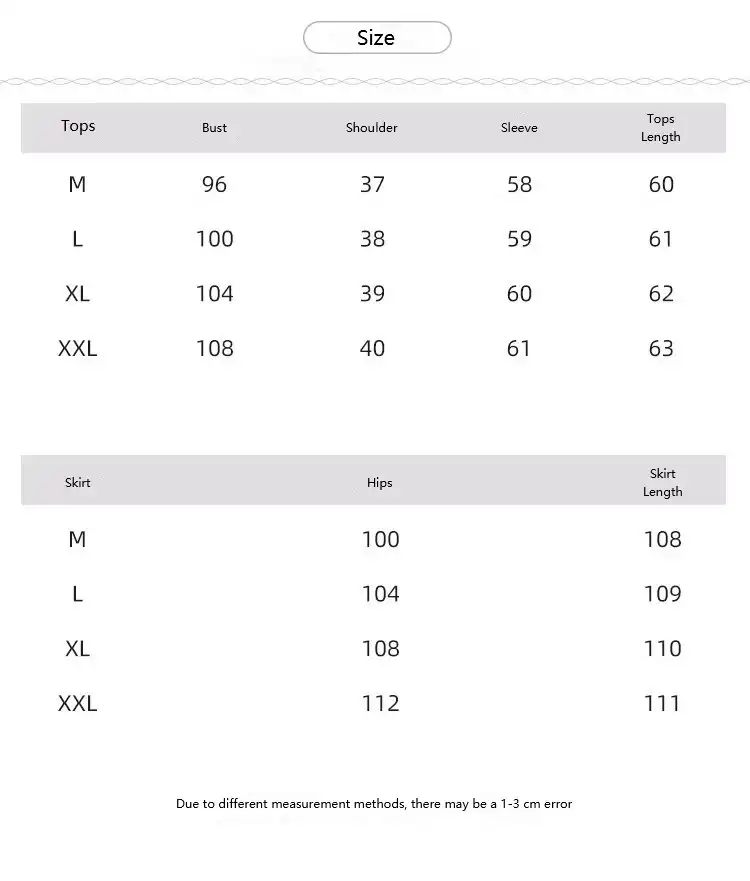 Size
Tops Bust Shoulder Sleeve Tops Length
M 96 37 58 60
L 100 38 59 61
XL 104 39 60 62
XXL 108 40 61 63
Skirt Hips Skirt Length
M 100 108
L 104 109
XL 108 110
XXL 112 111
Due to different measurement methods, there may be a 1-3 cm error